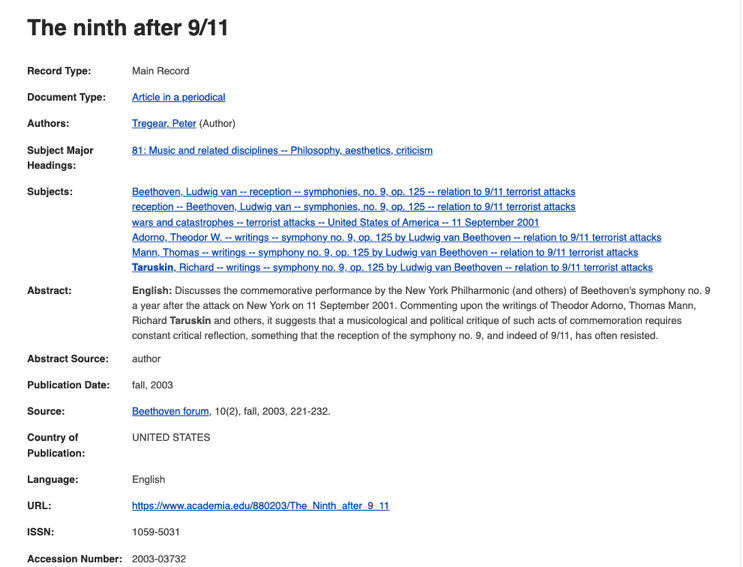 The ninth after 9/11
Record Type: Main Record
Document Type: Article in a periodical
Authors: Tregear, Peter (Author)
Subject Major Headings: 81: Music and related disciplines -- Philosophy, aesthetics, criticism
Subjects: Beethoven, Ludwig van -- reception -- symphonies, no. 9, op. 125 -- relation to 9/11 terrorist attacks
reception -- Beethoven, Ludwig van -- symphonies, no. 9, op. 125 -- relation to 9/11 terrorist attacks
wars and catastrophes -- terrorist attacks -- United States of America -- 11 September 2001
Adorno, Theodor W. -- writings -- symphony no. 9, op. 125 by Ludwig van Beethoven -- relation to 9/11 terrorist attacks
Mann, Thomas -- writings -- symphony no. 9, op. 125 by Ludwig van Beethoven -- relation to 9/11 terrorist attacks
Taruskin, Richard -- writings -- symphony no. 9, op. 125 by Ludwig van Beethoven -- relation to 9/11 terrorist attacks
Abstract: English: Discusses the commemorative performance by the New York Philharmonic (and others) of Beethoven's symphony no. 9
a year after the attack on New York on 11 September 2001. Commenting upon the writings of Theodor Adorno, Thomas Mann,
Richard Taruskin and others, it suggests that a musicological and political critique of such acts of commemoration requires
constant critical reflection, something that the reception of the symphony no. 9, and indeed of 9/11, has often resisted.
Abstract Source: author
Publication Date: fall, 2003
Source: Beethoven forum, 10(2), fall, 2003, 221-232.
Country of Publication: UNITED STATES
Language: English
URL: https://www.academia.edu/880203/The_Ninth_after_9_11
ISSN: 1059-5031
Accession Number: 2003-03732